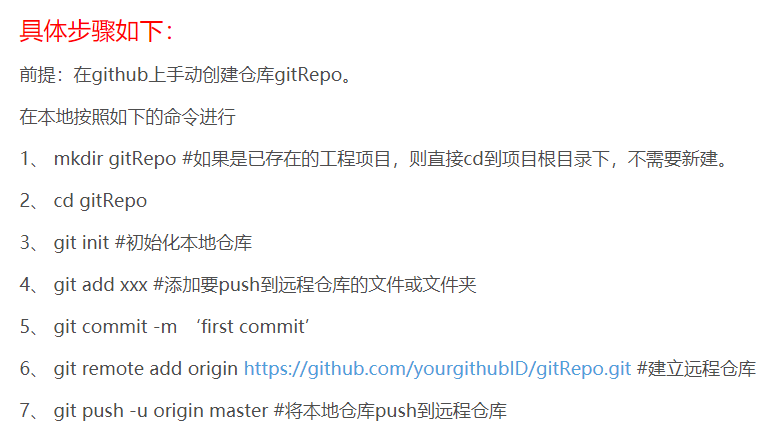 具体步骤如下：
前提：在github上手动创建仓库gitRepo。
在本地按照如下的命令进行
1、 mkdir gitRepo #如果是已存在的工程项目，则直接cd到项目根目录下，不需要新建。
2、 cd gitRepo
3、 git init #初始化本地仓库
4、 git add xxx #添加要push到远程仓库的文件或文件夹
5、 git commit -m ‘first commit’
6、 git remote add origin https://github.com/yourgithubID/gitRepo.git #建立远程仓库
7、 git push -u origin master #将本地仓库push到远程仓库